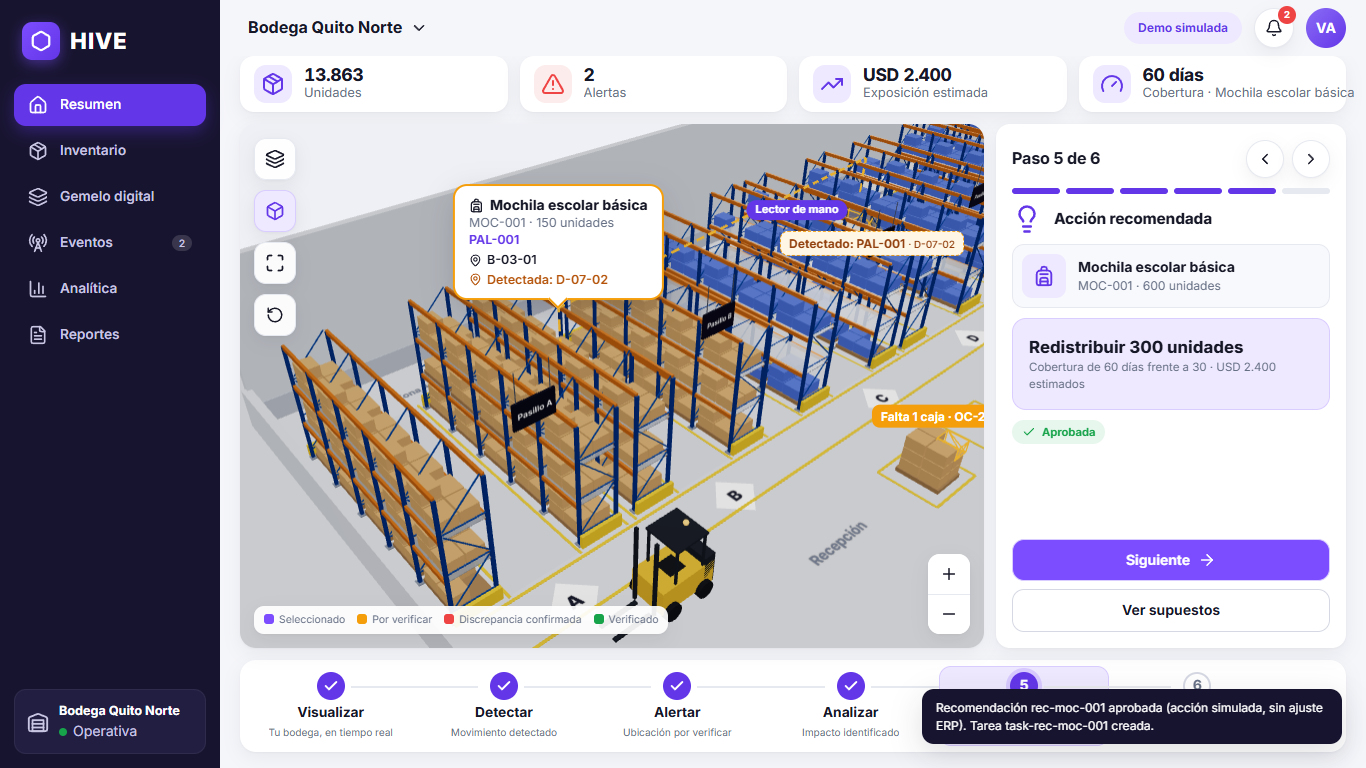 HIVE
Resumen
Inventario
Gemelo digital
Eventos
2
Analítica
Reportes
Bodega Quito Norte
Operativa
Bodega Quito Norte
Demo simulada
2
VA
13.863
Unidades
2
Alertas
USD 2.400
Exposición estimada
60 días
Cobertura · Mochila escolar básica
Mochila escolar básica
MOC-001 · 150 unidades
PAL-001
B-03-01
Detectada: D-07-02
Lector de mano
Detectado: PAL-001 · D-07-02
Pasillo B
Pasillo A
D
C
Falta 1 caja · OC-2
B
Recepción
A
Seleccionado
Por verificar
Discrepancia confirmada
Verificado
Paso 5 de 6
Acción recomendada
Mochila escolar básica
MOC-001 · 600 unidades
Redistribuir 300 unidades
Cobertura de 60 días frente a 30 · USD 2.400
estimados
Aprobada
Siguiente
Ver supuestos
Visualizar
Tu bodega, en tiempo real
Detectar
Movimiento detectado
Alertar
Ubicación por verificar
Analizar
Impacto identificado
5
6
Recomendación rec-moc-001 aprobada (acción simulada, sin ajuste
ERP). Tarea task-rec-moc-001 creada.